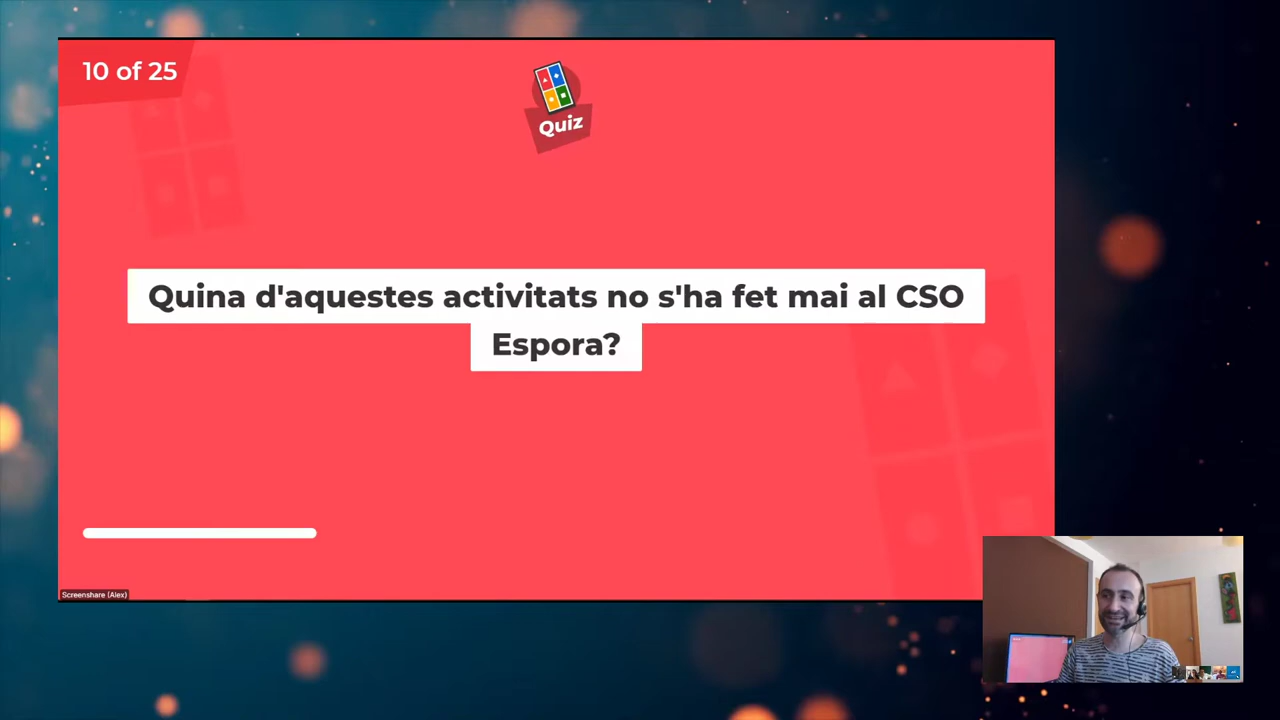 10 of 25
Quiz
Quina d'aquestes activitats no s'ha fet mai al CSO
Espora?
Screenshare (Alex)